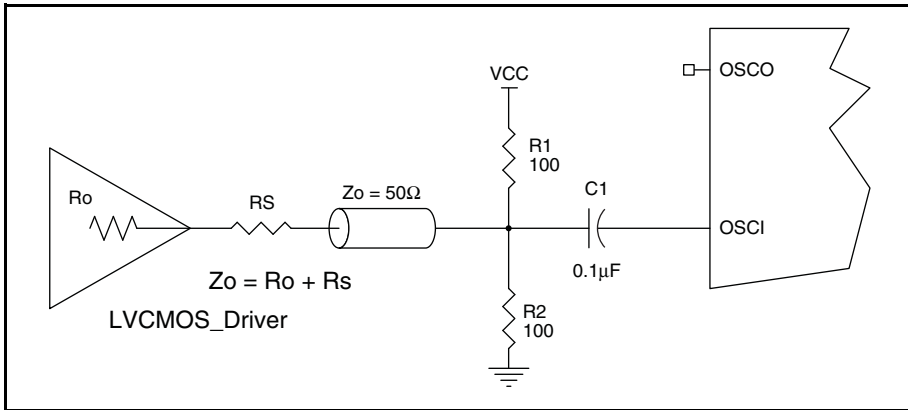 VCC
OSCO
R1
100
C1
Ro
RS
Zo = 50Ω
OSCI
0.1µF
Zo = Ro + Rs
R2
100
LVCMOS_Driver